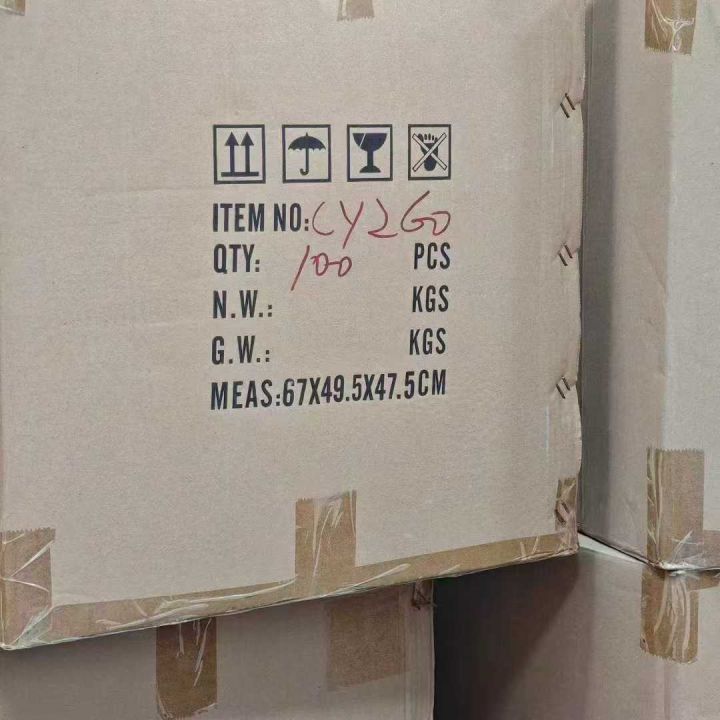 ITEM NO: CY260
QTY: 100 PCS
N.W.: KGS
G.W.: KGS
MEAS:67X49.5X47.5CM